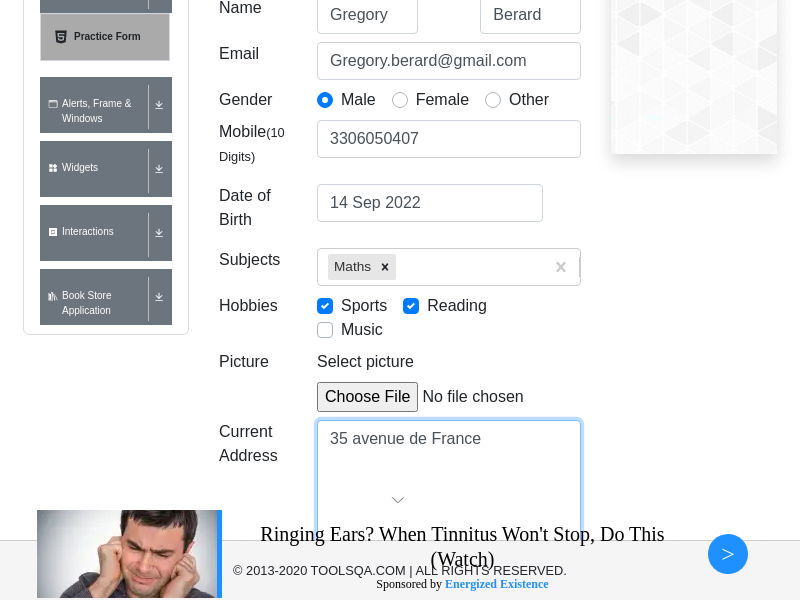 Practice Form
Alerts, Frame &
Windows
Widgets
Interactions
Book Store
Application
Name
Gregory
Berard
Email
Gregory.berard@gmail.com
Gender
Male
Female
Other
Mobile(10
Digits)
3306050407
Date of
Birth
14 Sep 2022
Subjects
Maths
Hobbies
Sports
Reading
Music
Picture
Select picture
Choose File No file chosen
Current
Address
35 avenue de France
Ringing Ears? When Tinnitus Won't Stop, Do This
(Watch)
© 2013-2020 TOOLSQA.COM | ALL RIGHTS RESERVED.
Sponsored by Energized Existence